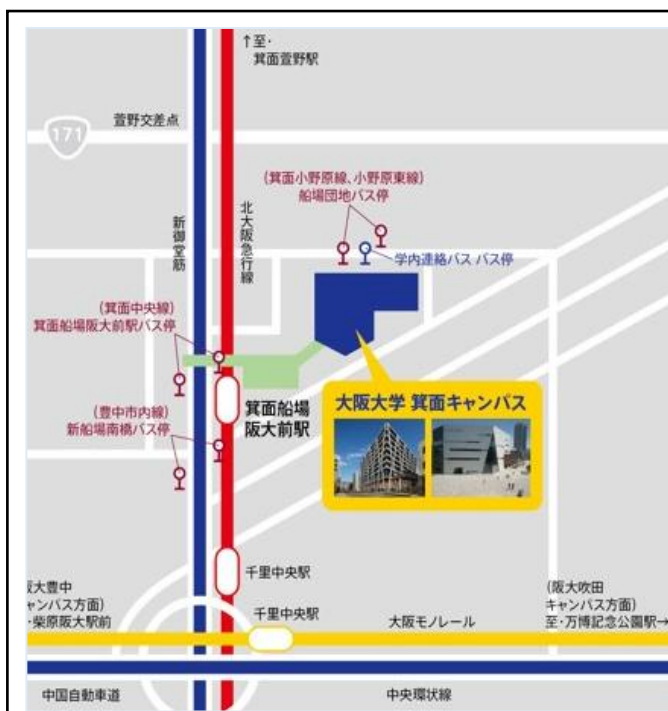 ↑至・
箕面萱野駅
171
萱野交差点
(箕面小野原線、小野原東線)
船場団地バス停
新御堂筋
北大阪急行線
学内連絡バス バス停
(箕面中央線)
箕面船場阪大前駅バス停
大阪大学 箕面キャンパス
箕面船場
阪大前駅
(豊中市内線)
新船場南橋バス停
千里中央駅
阪大豊中
キャンパス方面)
・柴原阪大駅前
千里中央駅
大阪モノレール
(阪大吹田
キャンパス方面)
至・万博記念公園駅→
中国自動車道
中央環状線